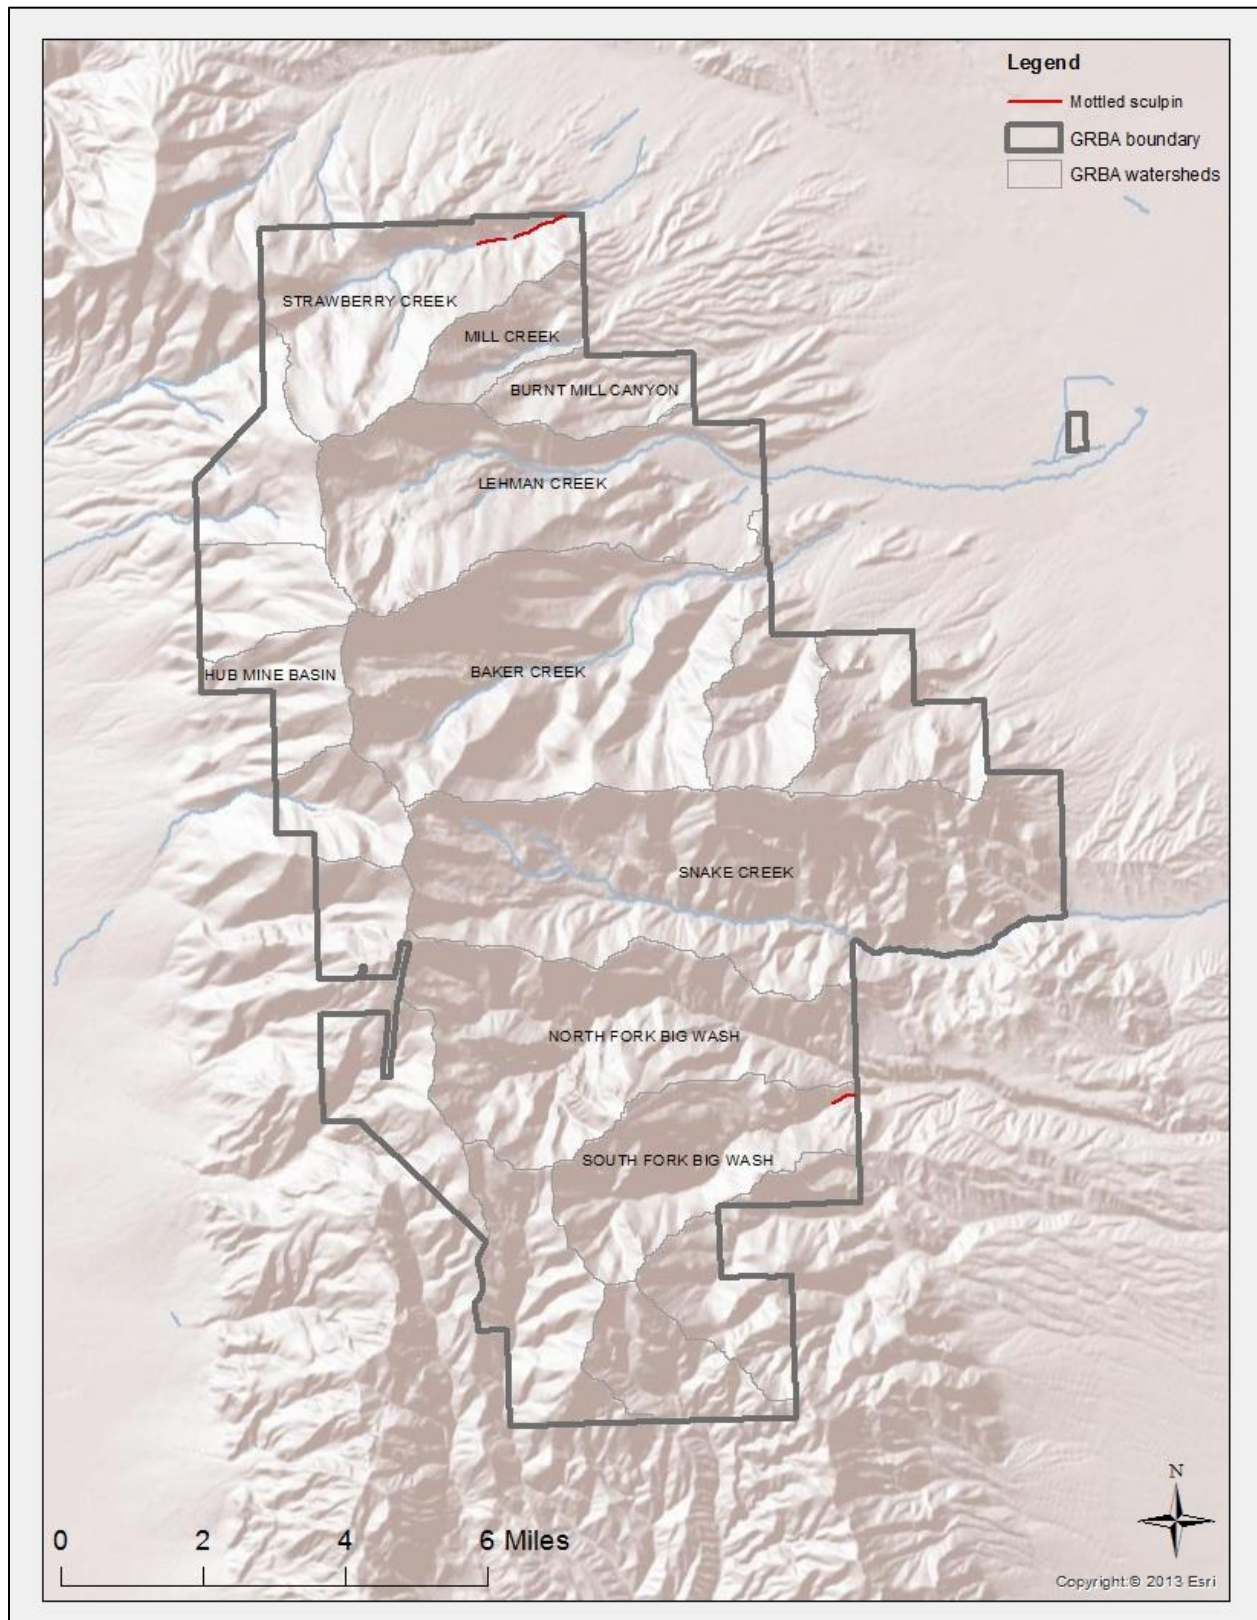 Legend
Mottled sculpin
GRBA boundary
GRBA watersheds
STRAWBERRY CREEK
MILL CREEK
BURNT MILL CANYON
LEHMAN CREEK
BAKER CREEK
HUB MINE BASIN
SNAKE CREEK
NORTH FORK BIG WASH
SOUTH FORK BIG WASH
N
0 2 4 6 Miles
Copyright:© 2013 Esri